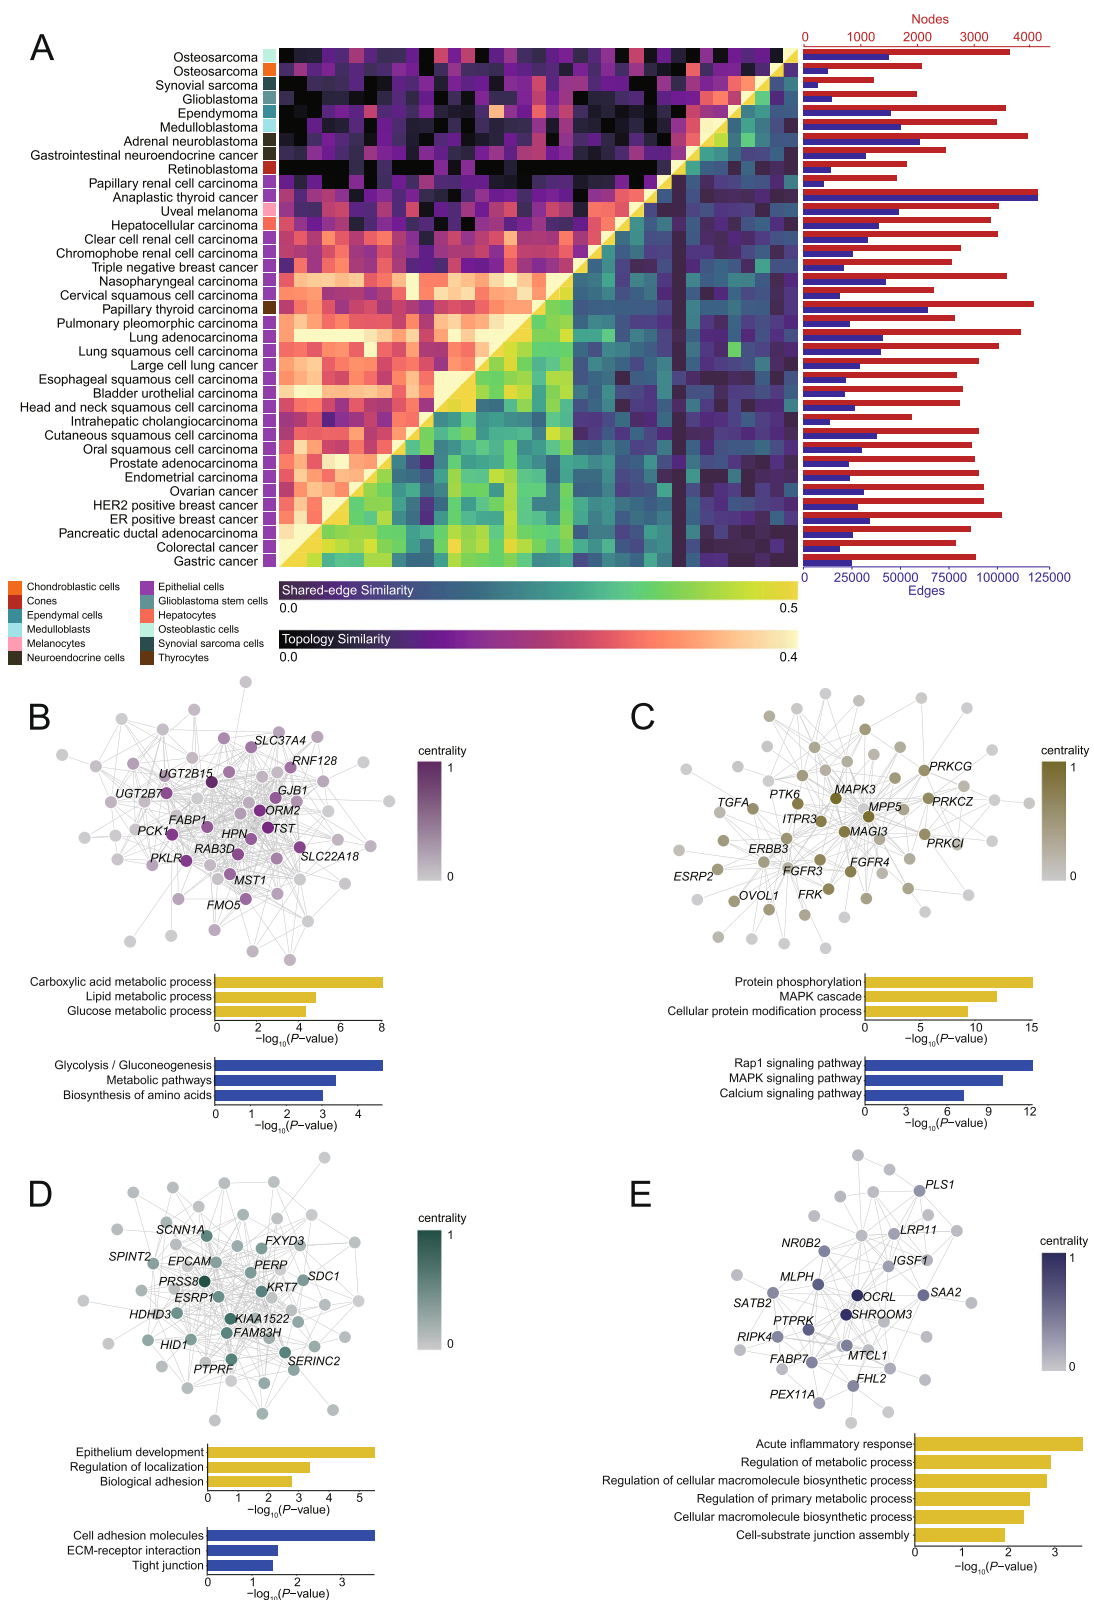 A
Nodes
0 1000 2000 3000 4000
Osteosarcoma
Osteosarcoma
Synovial sarcoma
Glioblastoma
Ependymoma
Medulloblastoma
Adrenal neuroblastoma
Gastrointestinal neuroendocrine cancer
Retinoblastoma
Papillary renal cell carcinoma
Anaplastic thyroid cancer
Uveal melanoma
Hepatocellular carcinoma
Clear cell renal cell carcinoma
Chromophobe renal cell carcinoma
Triple negative breast cancer
Nasopharyngeal carcinoma
Cervical squamous cell carcinoma
Papillary thyroid carcinoma
Pulmonary pleomorphic carcinoma
Lung adenocarcinoma
Lung squamous cell carcinoma
Large cell lung cancer
Esophageal squamous cell carcinoma
Bladder urothelial carcinoma
Head and neck squamous cell carcinoma
Intrahepatic cholangiocarcinoma
Cutaneous squamous cell carcinoma
Oral squamous cell carcinoma
Prostate adenocarcinoma
Endometrial carcinoma
Ovarian cancer
HER2 positive breast cancer
ER positive breast cancer
Pancreatic ductal adenocarcinoma
Colorectal cancer
Gastric cancer
0 25000 50000 75000 100000 125000
Edges
Chondroblastic cells
Cones
Ependymal cells
Medulloblasts
Melanocytes
Neuroendocrine cells
Epithelial cells
Glioblastoma stem cells
Hepatocytes
Osteoblastic cells
Synovial sarcoma cells
Thyrocytes
Shared-edge Similarity
0.0 0.5
Topology Similarity
0.0 0.4
B
SLC37A4
RNF128
UGT2B15
UGT2B7
GJB1
ORM2
FABP1
PCK1
HPN
TST
RAB3D
PKLR
SLC22A18
MST1
FMO5
centrality
1
0
Carboxylic acid metabolic process
Lipid metabolic process
Glucose metabolic process
0 2 4 6 8
−log10(P−value)
Glycolysis / Gluconeogenesis
Metabolic pathways
Biosynthesis of amino acids
0 1 2 3 4
−log10(P−value)
C
PRKCG
MAPK3
PTK6
PRKCZ
TGFA
MPP5
ITPR3
MAGI3
PRKCI
ERBB3
FGFR4
ESRP2
FGFR3
OVOL1
FRK
centrality
1
0
Protein phosphorylation
MAPK cascade
Cellular protein modification process
0 5 10 15
−log10(P−value)
Rap1 signaling pathway
MAPK signaling pathway
Calcium signaling pathway
0 3 6 9 12
−log10(P−value)
D
SCNN1A
FXYD3
SPINT2
EPCAM
PERP
PRSS8
SDC1
KRT7
ESRP1
HDHD3
KIAA1522
FAM83H
HID1
SERINC2
PTPRF
centrality
1
0
Epithelium development
Regulation of localization
Biological adhesion
0 1 2 3 4 5
−log10(P−value)
Cell adhesion molecules
ECM-receptor interaction
Tight junction
0 1 2 3
−log10(P−value)
E
PLS1
LRP11
NR0B2
IGSF1
MLPH
OCRL
SAA2
SATB2
SHROOM3
PTPRK
RIPK4
MTCL1
FABP7
FHL2
PEX11A
centrality
1
0
Acute inflammatory response
Regulation of metabolic process
Regulation of cellular macromolecule biosynthetic process
Regulation of primary metabolic process
Cellular macromolecule biosynthetic process
Cell-substrate junction assembly
0 1 2 3
−log10(P−value)